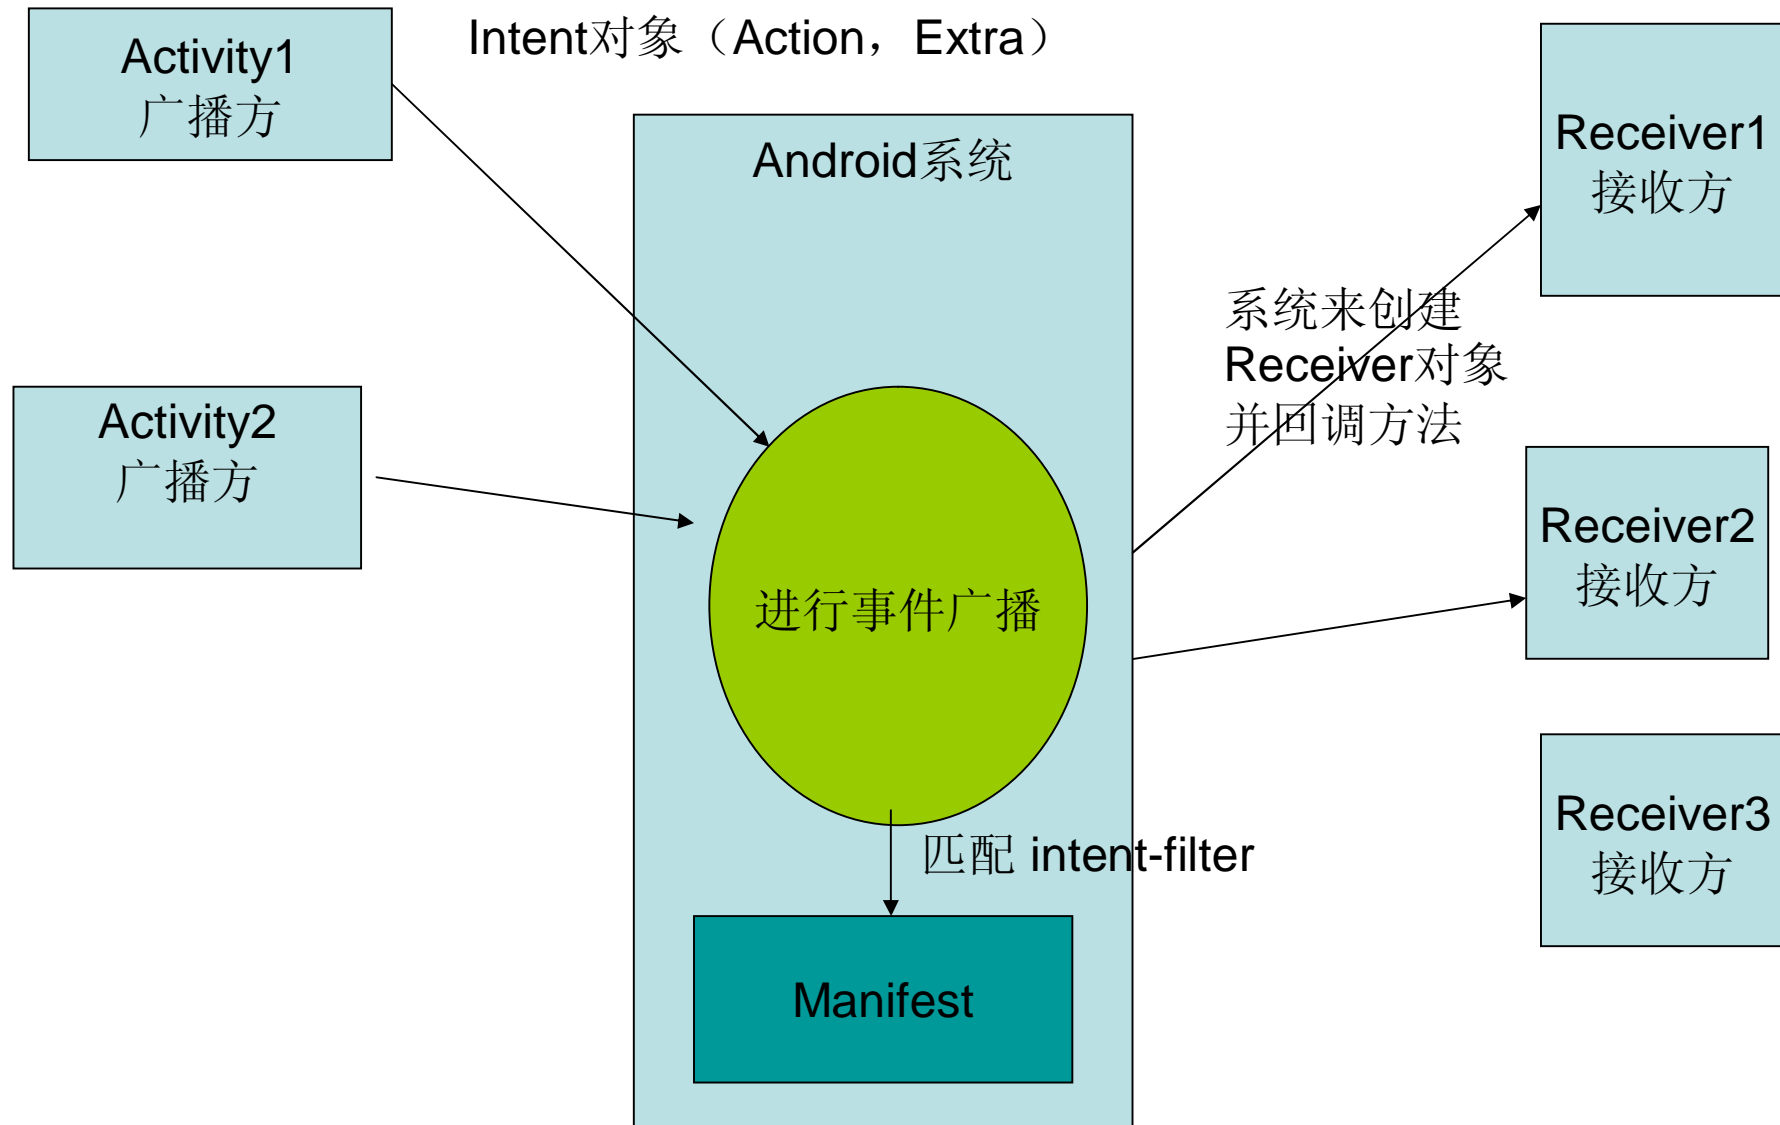 Activity1
广播方
Intent对象（Action，Extra）
Android系统
Receiver1
接收方
系统来创建
Receiver对象
并回调方法
Activity2
广播方
Receiver2
接收方
进行事件广播
匹配 intent-filter
Receiver3
接收方
Manifest